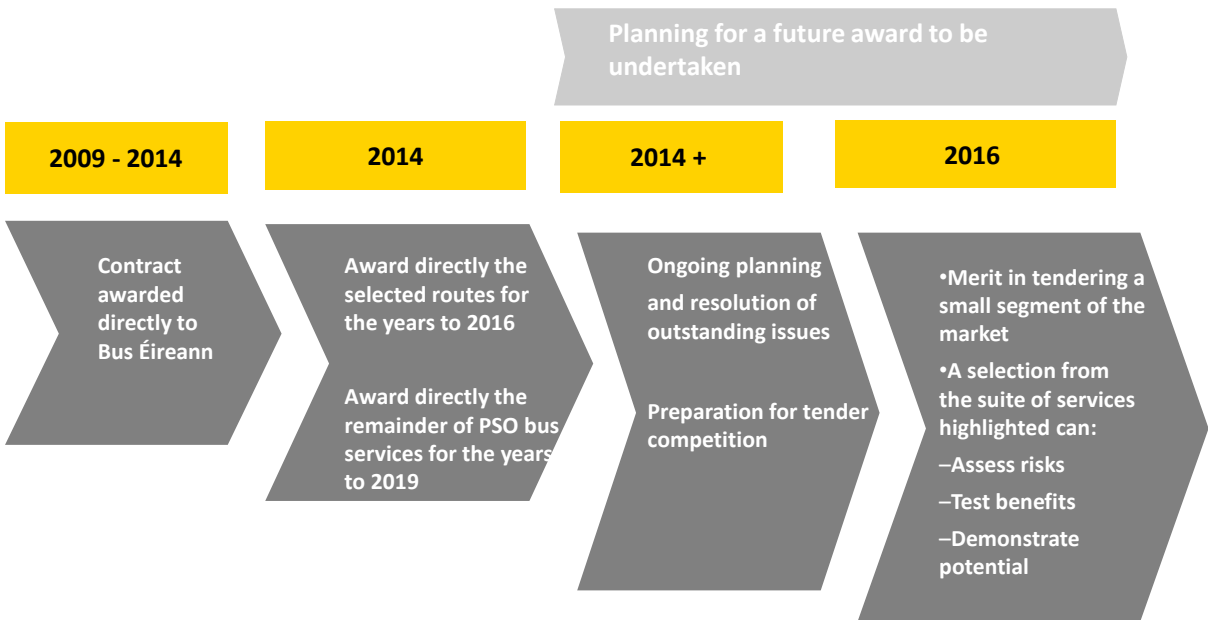 Planning for a future award to be
undertaken
2009 - 2014
2014
2014 +
2016
Contract
awarded
directly to
Bus Éireann
Award directly the
selected routes for
the years to 2016
Award directly the
remainder of PSO bus
services for the years
to 2019
Ongoing planning
and resolution of
outstanding issues
Preparation for tender
competition
•Merit in tendering a
small segment of the
market
•A selection from
the suite of services
highlighted can:
–Assess risks
–Test benefits
–Demonstrate
potential